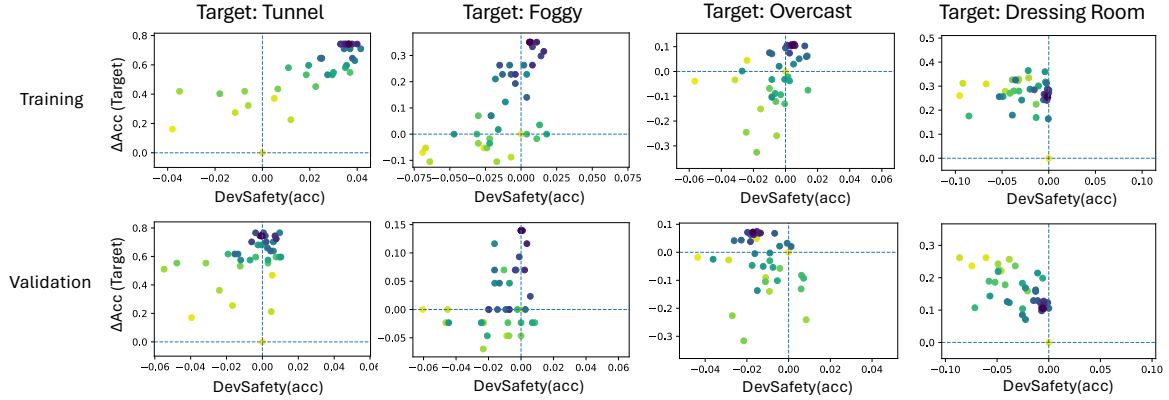 Target: Tunnel
Target: Foggy
Target: Overcast
Target: Dressing Room
Training
ΔAcc (Target)
0.8
0.6
0.4
0.2
0.0
−0.04 −0.02 0.00 0.02 0.04
DevSafety(acc)
0.3
0.2
0.1
0.0
−0.1
−0.075 −0.050 −0.025 0.000 0.025 0.050 0.075
DevSafety(acc)
0.1
−0.0
−0.1
−0.2
−0.3
−0.06 −0.04 −0.02 0.00 0.02 0.04 0.06
DevSafety(acc)
0.5
0.4
0.3
0.2
0.1
0.0
−0.10 −0.05 0.00 0.05 0.10
DevSafety(acc)
Validation
ΔAcc (Target)
0.8
0.6
0.4
0.2
0.0
−0.06 −0.04 −0.02 0.00 0.02 0.04 0.06
DevSafety(acc)
0.15
0.10
0.05
0.00
−0.05
−0.06 −0.04 −0.02 0.00 0.02 0.04 0.06
DevSafety(acc)
0.1
−0.0
−0.1
−0.2
−0.3
−0.06 −0.04 −0.02 0.00 0.02 0.04 0.06
DevSafety(acc)
0.3
0.2
0.1
0.0
−0.10 −0.05 0.00 0.05 0.10
DevSafety(acc)